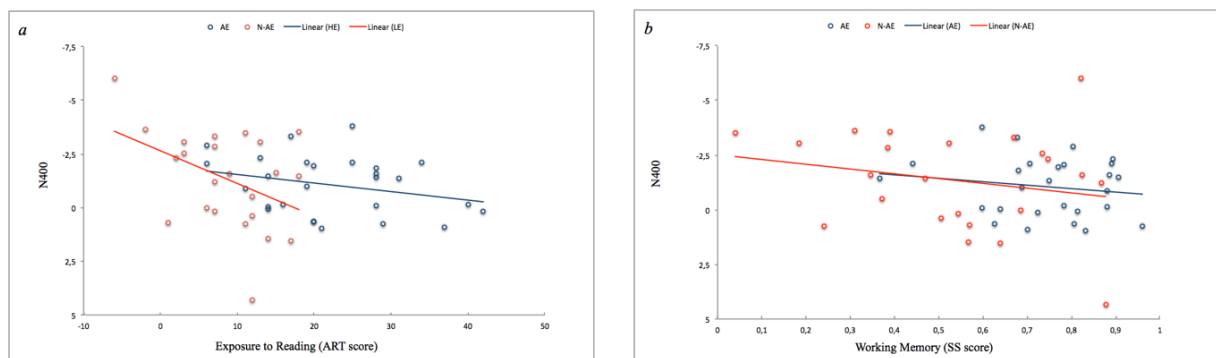 a
AE N-AE Linear (HE) Linear (LE)
-7,5
-5
-2,5
0
2,5
5
N400
-10 0 10 20 30 40 50
Exposure to Reading (ART score)
b
AE N-AE Linear (AE) Linear (N-AE)
-7,5
-5
-2,5
0
2,5
5
N400
0 0,1 0,2 0,3 0,4 0,5 0,6 0,7 0,8 0,9 1
Working Memory (SS score)